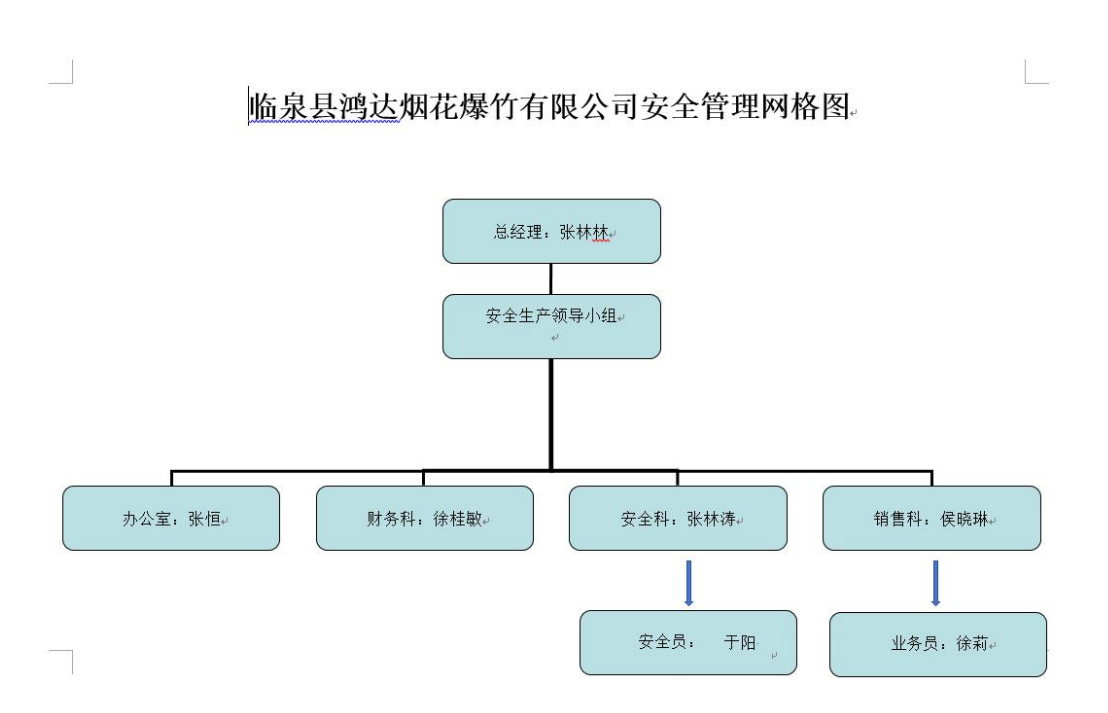 临泉县鸿达烟花爆竹有限公司安全管理网格图
总经理：张林林
安全生产领导小组
办公室：张恒
财务科：徐桂敏
安全科：张林涛
销售科：侯晓琳
安全员： 于阳
业务员：徐莉